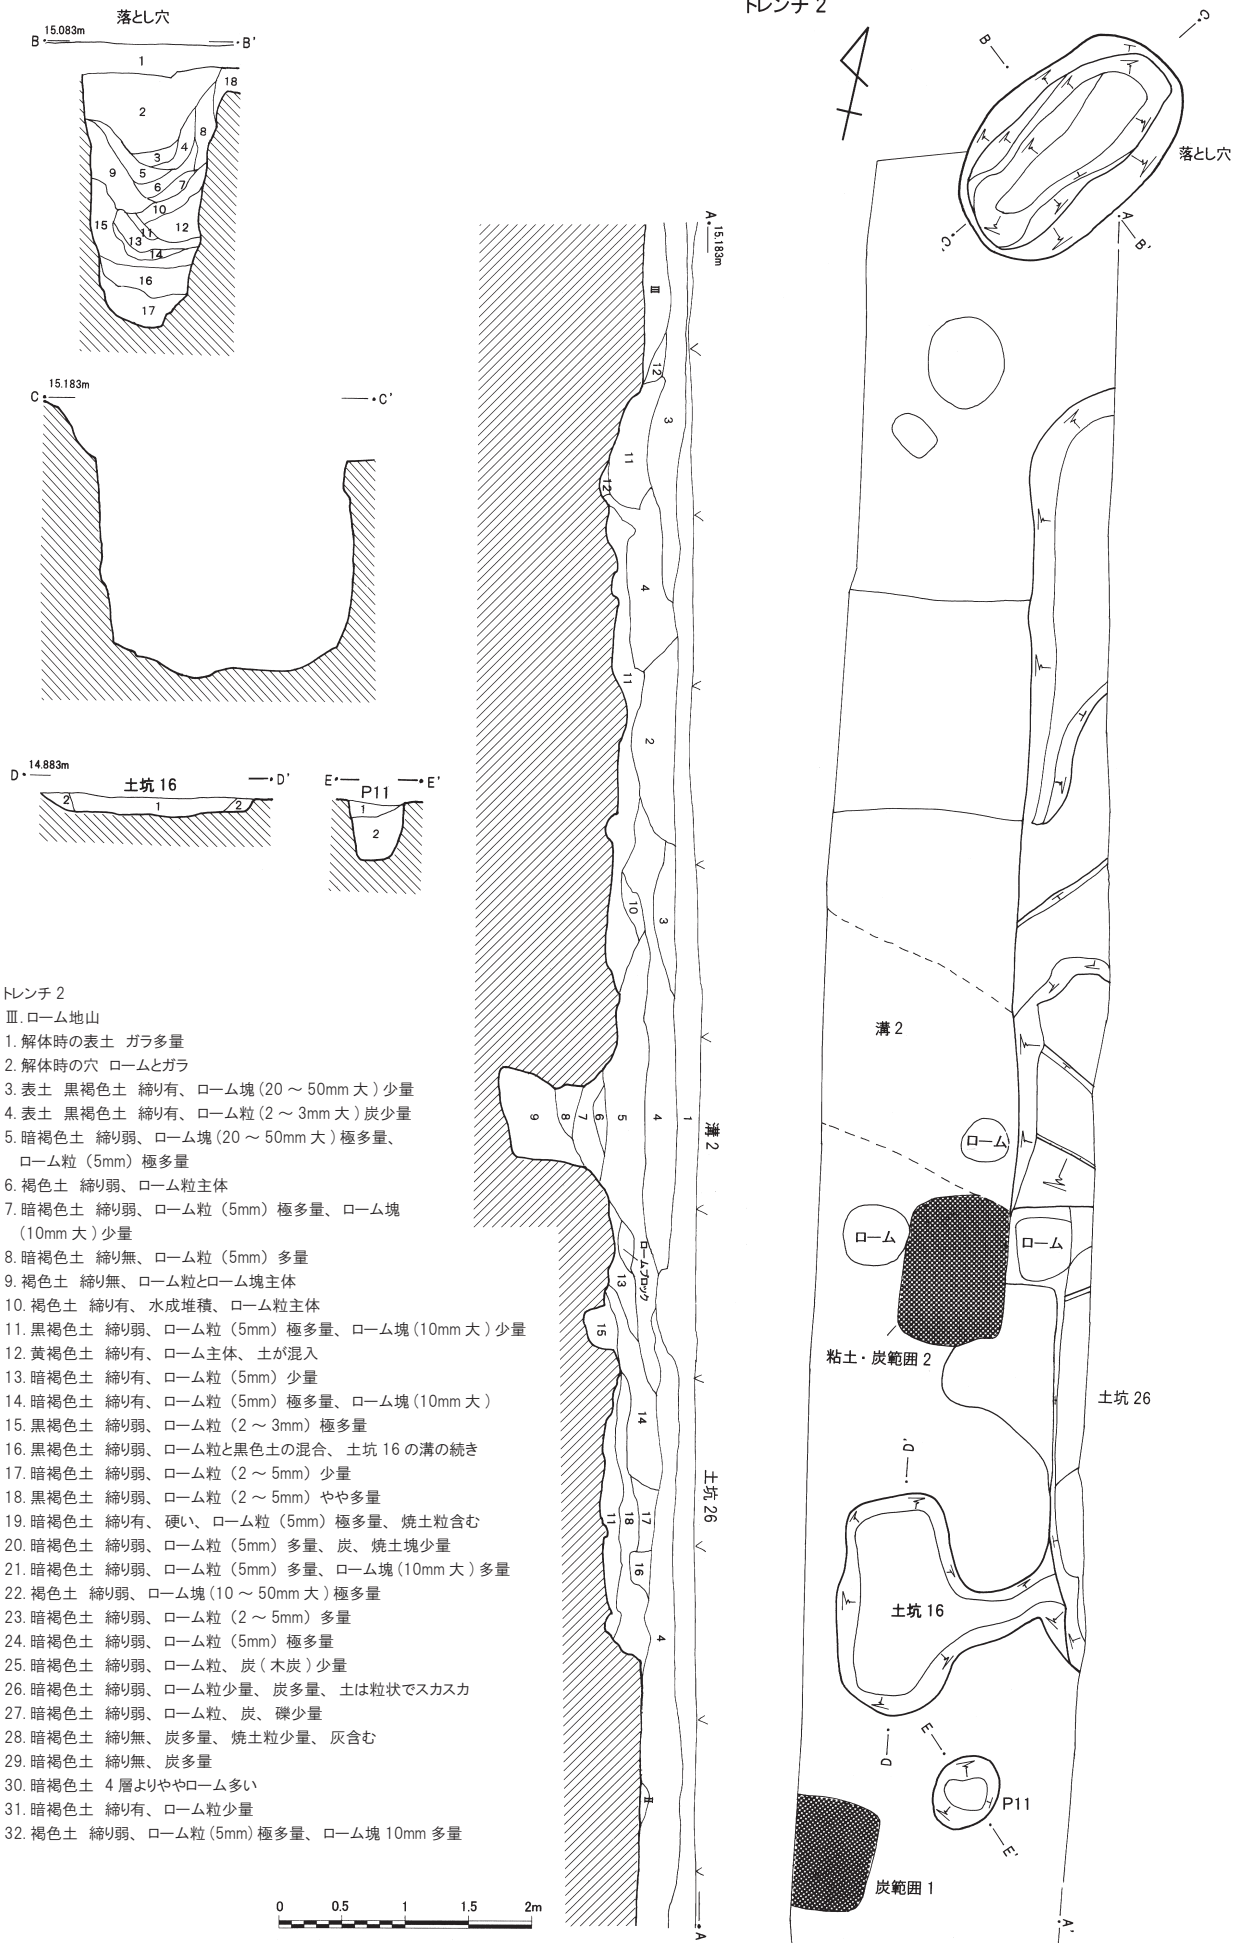 トレンチ 2
落とし穴
B 15.083m B'
1
18
2
8
4
3
9
5
7
6
10
15
11
12
13
14
16
17
C 15.183m C'
D 14.883m D'
土坑 16
2
1
2
E E'
P11
1
2
A 15.183m
Ⅲ
12
3
11
12
4
11
2
10
3
9
8
7
6
5
4
1
溝 2
ロームブロック
13
15
14
土坑 26
11
18
17
16
4
Ⅱ
A
B
C
落とし穴
A
B'
C'
溝 2
ローム
ローム
ローム
粘土・炭範囲 2
土坑 26
D'
土坑 16
D
E
P11
E'
炭範囲 1
A'
トレンチ 2
Ⅲ.ローム地山
1. 解体時の表土 ガラ多量
2. 解体時の穴 ロームとガラ
3. 表土 黒褐色土 締り有、ローム塊(20 ～ 50mm 大)少量
4. 表土 黒褐色土 締り有、ローム粒(2 ～ 3mm 大)炭少量
5. 暗褐色土 締り弱、ローム塊(20 ～ 50mm 大)極多量、
ローム粒（5mm）極多量
6. 褐色土 締り弱、ローム粒主体
7. 暗褐色土 締り弱、ローム粒（5mm）極多量、ローム塊
(10mm 大)少量
8. 暗褐色土 締り無、ローム粒（5mm）多量
9. 褐色土 締り無、ローム粒とローム塊主体
10. 褐色土 締り有、水成堆積、ローム粒主体
11. 黒褐色土 締り弱、ローム粒（5mm）極多量、ローム塊(10mm 大)少量
12. 黄褐色土 締り有、ローム主体、土が混入
13. 暗褐色土 締り有、ローム粒（5mm）少量
14. 暗褐色土 締り有、ローム粒（5mm）極多量、ローム塊(10mm 大)
15. 黒褐色土 締り弱、ローム粒（2 ～ 3mm）極多量
16. 黒褐色土 締り弱、ローム粒と黒色土の混合、土坑 16 の溝の続き
17. 暗褐色土 締り弱、ローム粒（2 ～ 5mm）少量
18. 黒褐色土 締り弱、ローム粒（2 ～ 5mm）やや多量
19. 暗褐色土 締り有、硬い、ローム粒（5mm）極多量、焼土粒含む
20. 暗褐色土 締り弱、ローム粒（5mm）多量、炭、焼土塊少量
21. 暗褐色土 締り弱、ローム粒（5mm）多量、ローム塊(10mm 大)多量
22. 褐色土 締り弱、ローム塊(10 ～ 50mm 大)極多量
23. 暗褐色土 締り弱、ローム粒（2 ～ 5mm）多量
24. 暗褐色土 締り弱、ローム粒（5mm）極多量
25. 暗褐色土 締り弱、ローム粒、炭(木炭)少量
26. 暗褐色土 締り弱、ローム粒少量、炭多量、土は粒状でスカスカ
27. 暗褐色土 締り弱、ローム粒、炭、礫少量
28. 暗褐色土 締り無、炭多量、焼土粒少量、灰含む
29. 暗褐色土 締り無、炭多量
30. 暗褐色土 4 層よりややローム多い
31. 暗褐色土 締り有、ローム粒少量
32. 褐色土 締り弱、ローム粒(5mm)極多量、ローム塊 10mm 多量
0 0.5 1 1.5 2m